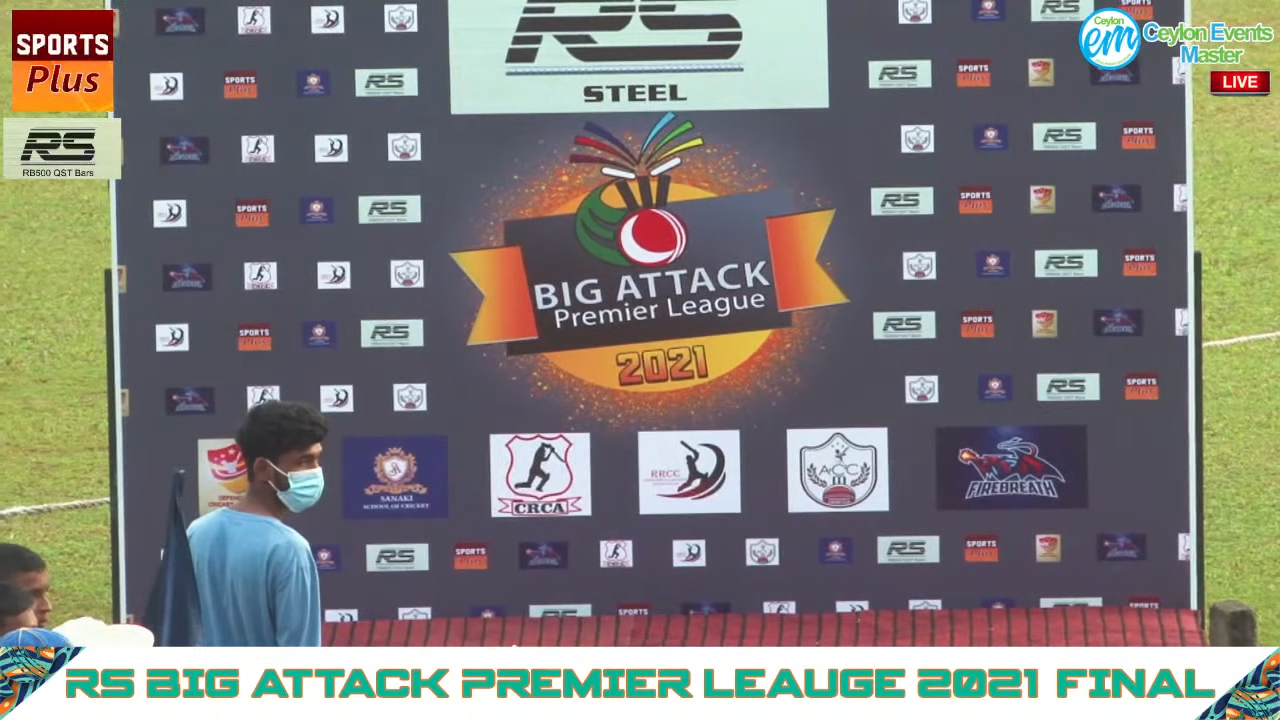 SPORTS
Plus
RS
RB500 QST Bars
Ceylon
em
Ceylon Events
Master
LIVE
RS
STEEL
BIG ATTACK
Premier League
2021
SANAKI
SCHOOL OF CRICKET
CRCA
RRCC
ACC
FIREBREATH
RS BIG ATTACK PREMIER LEAUGE 2021 FINAL